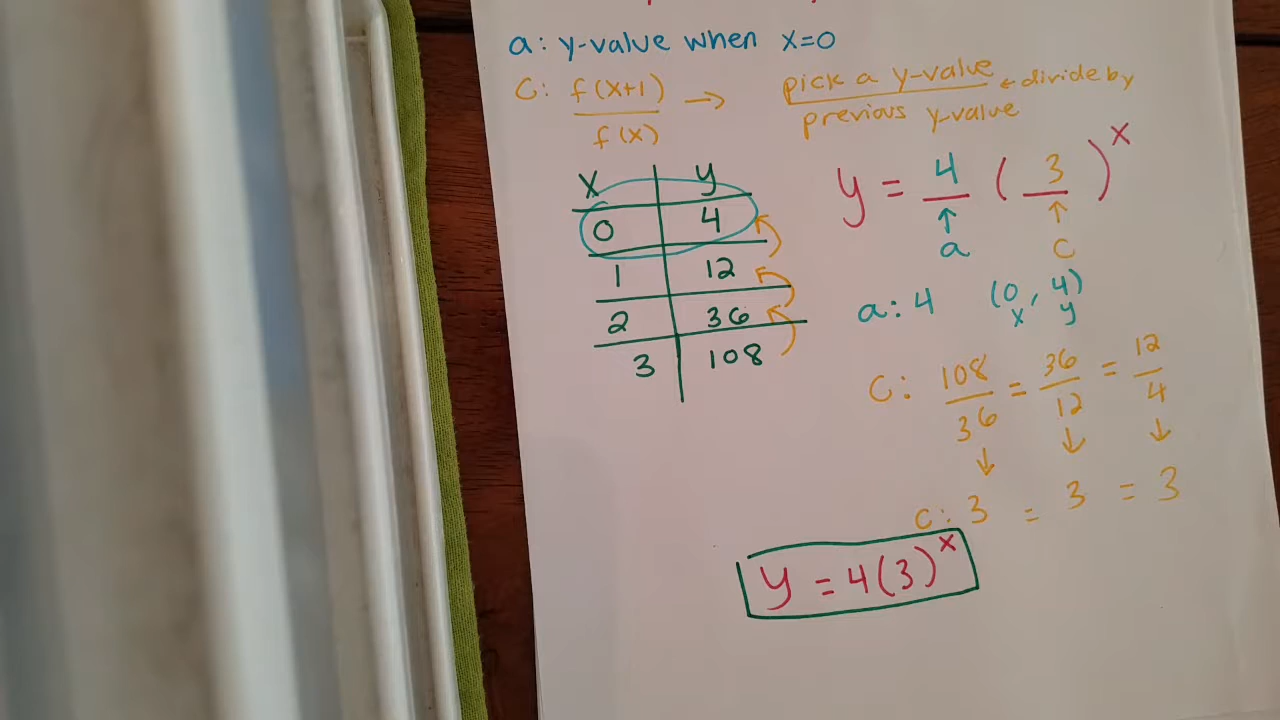 a: y-value when x=0
C: f(x+1) / f(x) → pick a y-value / previous y-value ← divide by
x y
0 4
1 12
2 36
3 108
y = 4 ( 3 )^x
↑ ↑
a C
a: 4 (0, 4)
x y
C: 108/36 = 36/12 = 12/4
↓ ↓ ↓
C: 3 = 3 = 3
y = 4(3)^x